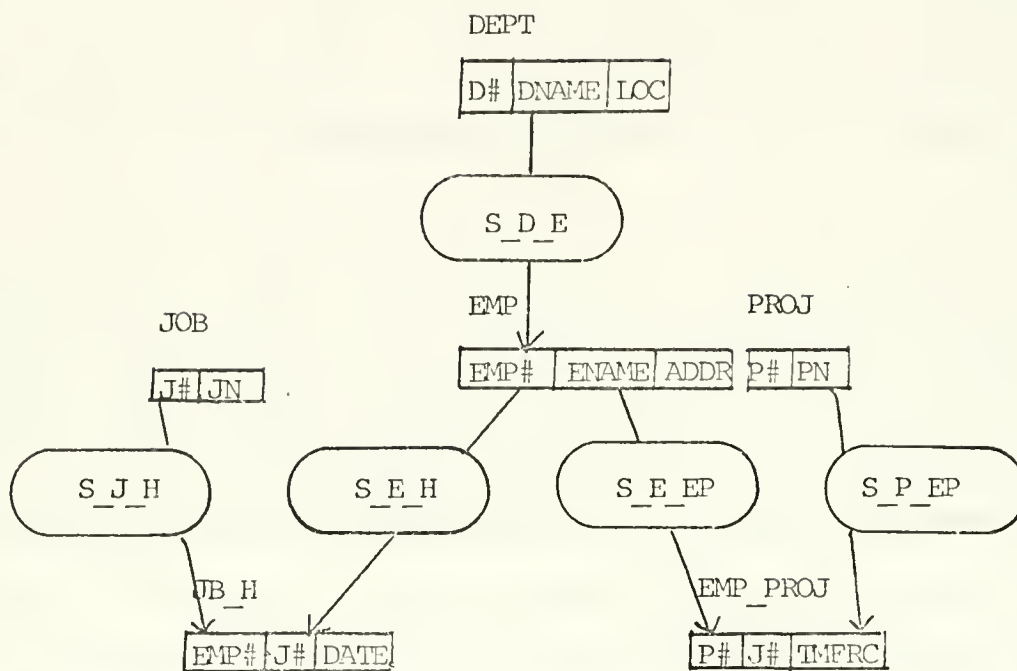 DEPT
D# DNAME LOC
S_D_E
EMP
PROJ
JOB
EMP# ENAME ADDR
P# PN
J# JN
S_J_H
S_E_H
S_E_EP
S_P_EP
JB_H
EMP_PROJ
EMP# J# DATE
P# J# TMFRC